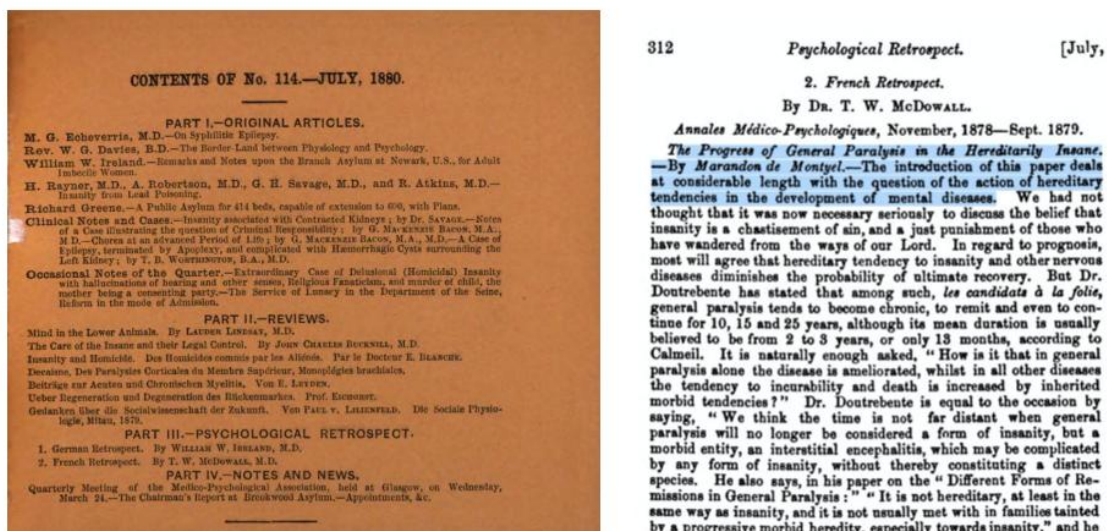 CONTENTS OF No. 114.—JULY, 1880.
PART I.—ORIGINAL ARTICLES.
M. G. Echeverria, M.D.—On Syphilitic Epilepsy.
Rev. W. G. Davies, B.D.—The Border-Land between Physiology and Psychology.
William W. Ireland.—Remarks and Notes upon the Branch Asylum at Newark, U.S., for Adult
Imbecile Women.
H. Rayner, M.D., A. Robertson, M.D., G. H. Savage, M.D., and R. Atkins, M.D.—
Insanity from Lead Poisoning.
Richard Greene.—A Public Asylum for 414 beds, capable of extension to 600, with Plans.
Clinical Notes and Cases.—Insanity associated with Contracted Kidneys; by Dr. SAVAGE.—Notes
of a Case illustrating the question of Criminal Responsibility; by G. MACKENZIE BACON, M.A.,
M D.—Chorea at an advanced Period of Life; by G. MACKENZIE BACON, M.A., M.D.—A Case of
Epilepsy, terminated by Apoplexy, and complicated with Hæmorrhagic Cysts surrounding the
Left Kidney; by T. B. WORTHINGTON, B.A., M.D.
Occasional Notes of the Quarter.—Extraordinary Case of Delusional (Homicidal) Insanity
with hallucinations of hearing and other senses, Religious Fanaticism, and murder of child, the
mother being a consenting party.—The Service of Lunacy in the Department of the Seine,
Reform in the mode of Admission.
PART II.—REVIEWS.
Mind in the Lower Animals. By LAUDER LINDSAY, M.D.
The Care of the Insane and their Legal Control. By JOHN CHARLES BUCKNILL, M.D.
Insanity and Homicide. Des Homicides commis par les Aliénés. Par le Docteur E. BLANCHE.
Decaisne, Des Paralysies Corticales du Membre Supérieur, Monoplégies brachiales.
Beiträge zur Acuten und Chronischen Myelitis. Von E. LEYDEN.
Ueber Regeneration und Degeneration des Rückenmarkes. Prof. EICHORST.
Gedanken über die Socialwissenschaft der Zukunft. Von PAUL v. LILIENFELD. Die Sociale Physio-
logie, Mitau, 1879.
PART III.—PSYCHOLOGICAL RETROSPECT.
1. German Retrospect. By WILLIAM W. IRELAND, M.D.
2. French Retrospect. By T. W. McDOWALL, M.D.
PART IV.—NOTES AND NEWS.
Quarterly Meeting of the Medico-Psychological Association, held at Glasgow, on Wednesday,
March 24.—The Chairman's Report at Brookwood Asylum.—Appointments, &c.
312 Psychological Retrospect. [July,
2. French Retrospect.
By DR. T. W. McDOWALL.
Annales Médico-Psychologiques, November, 1878—Sept. 1879.
The Progress of General Paralysis in the Hereditarily Insane.
—By Marandon de Montyel.—The introduction of this paper deals
at considerable length with the question of the action of hereditary
tendencies in the development of mental diseases. We had not
thought that it was now necessary seriously to discuss the belief that
insanity is a chastisement of sin, and a just punishment of those who
have wandered from the ways of our Lord. In regard to prognosis,
most will agree that hereditary tendency to insanity and other nervous
diseases diminishes the probability of ultimate recovery. But Dr.
Doutrebente has stated that among such, les candidats à la folie,
general paralysis tends to become chronic, to remit and even to con-
tinue for 10, 15 and 25 years, although its mean duration is usually
believed to be from 2 to 3 years, or only 13 months, according to
Calmeil. It is naturally enough asked, "How is it that in general
paralysis alone the disease is ameliorated, whilst in all other diseases
the tendency to incurability and death is increased by inherited
morbid tendencies?" Dr. Doutrebente is equal to the occasion by
saying, "We think the time is not far distant when general
paralysis will no longer be considered a form of insanity, but a
morbid entity, an interstitial encephalitis, which may be complicated
by any form of insanity, without thereby constituting a distinct
species. He also says, in his paper on the "Different Forms of Re-
missions in General Paralysis:" "It is not hereditary, at least in the
same way as insanity, and it is not usually met with in families tainted
by a progressive morbid heredity, especially towards insanity," and he